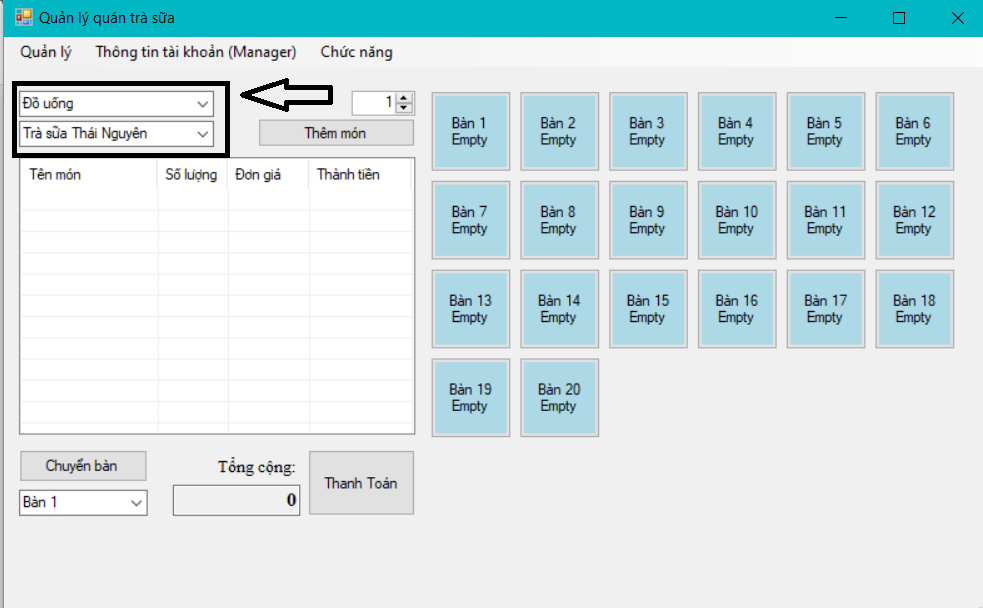 Quản lý quán trà sữa
Quản lý Thông tin tài khoản (Manager) Chức năng
Đồ uống
1
Trà sữa Thái Nguyên
Thêm món
Tên món Số lượng Đơn giá Thành tiền
Bàn 1
Empty
Bàn 2
Empty
Bàn 3
Empty
Bàn 4
Empty
Bàn 5
Empty
Bàn 6
Empty
Bàn 7
Empty
Bàn 8
Empty
Bàn 9
Empty
Bàn 10
Empty
Bàn 11
Empty
Bàn 12
Empty
Bàn 13
Empty
Bàn 14
Empty
Bàn 15
Empty
Bàn 16
Empty
Bàn 17
Empty
Bàn 18
Empty
Bàn 19
Empty
Bàn 20
Empty
Chuyển bàn
Bàn 1
Tổng cộng:
0
Thanh Toán